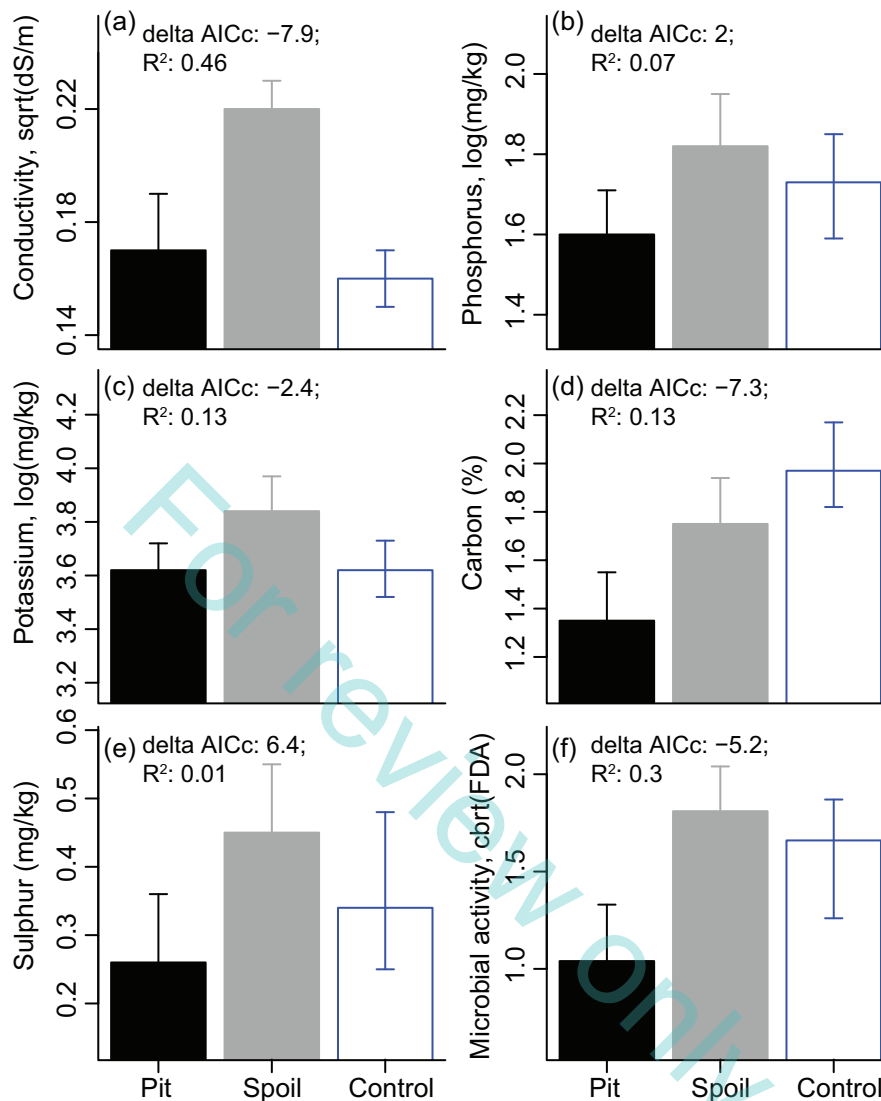 (a)
delta AICc: −7.9;
R²: 0.46
Conductivity, sqrt(dS/m)
0.22
0.18
0.14
(b)
delta AICc: 2;
R²: 0.07
Phosphorus, log(mg/kg)
2.0
1.8
1.6
1.4
(c)
delta AICc: −2.4;
R²: 0.13
Potassium, log(mg/kg)
4.2
4.0
3.8
3.6
3.4
3.2
(d)
delta AICc: −7.3;
R²: 0.13
Carbon (%)
2.2
2.0
1.8
1.6
1.4
1.2
(e)
delta AICc: 6.4;
R²: 0.01
Sulphur (mg/kg)
0.6
0.5
0.4
0.3
0.2
(f)
delta AICc: −5.2;
R²: 0.3
Microbial activity, cbrt(FDA)
2.0
1.5
1.0
Pit Spoil Control
Pit Spoil Control
For review only